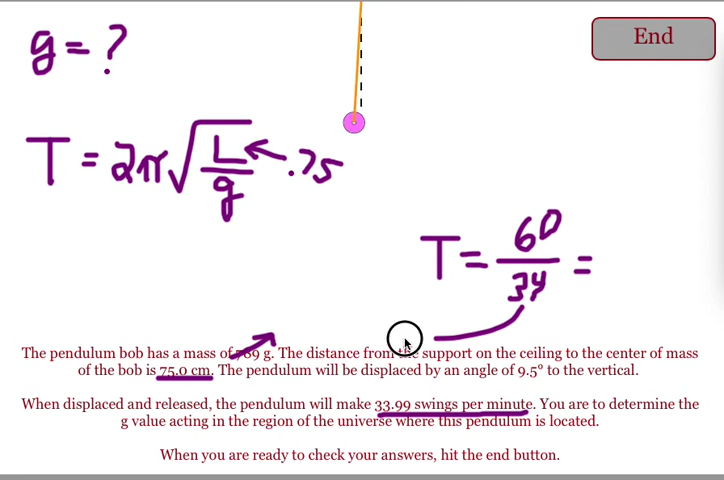 g = ?
End
T = 2π√L/g ← .75
T = 60/34 =
The pendulum bob has a mass of 789 g. The distance from the support on the ceiling to the center of mass
of the bob is 75.0 cm. The pendulum will be displaced by an angle of 9.5° to the vertical.
When displaced and released, the pendulum will make 33.99 swings per minute. You are to determine the
g value acting in the region of the universe where this pendulum is located.
When you are ready to check your answers, hit the end button.